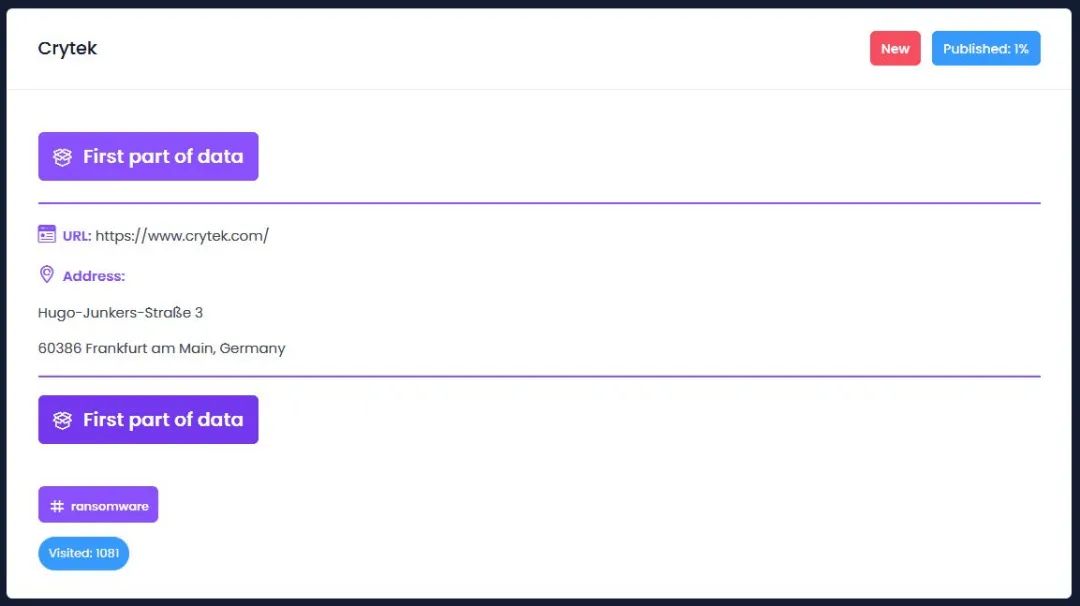 Crytek
New
Published: 1%
First part of data
URL: https://www.crytek.com/
Address:
Hugo-Junkers-Straße 3
60386 Frankfurt am Main, Germany
First part of data
# ransomware
Visited: 1081